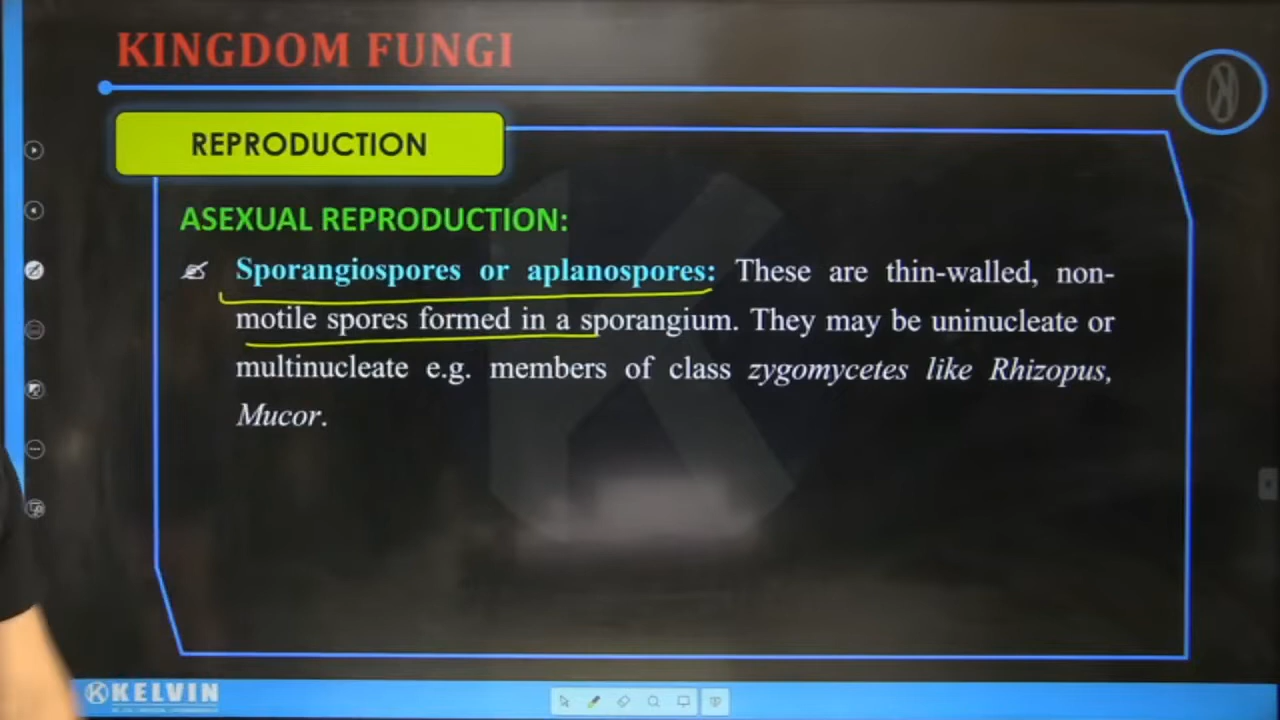 KINGDOM FUNGI
REPRODUCTION
ASEXUAL REPRODUCTION:
Sporangiospores or aplanospores: These are thin-walled, non-
motile spores formed in a sporangium. They may be uninucleate or
multinucleate e.g. members of class zygomycetes like Rhizopus,
Mucor.
KELVIN